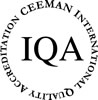 CEEMAN INTERNATIONAL QUALITY ACCREDITATION
IQA